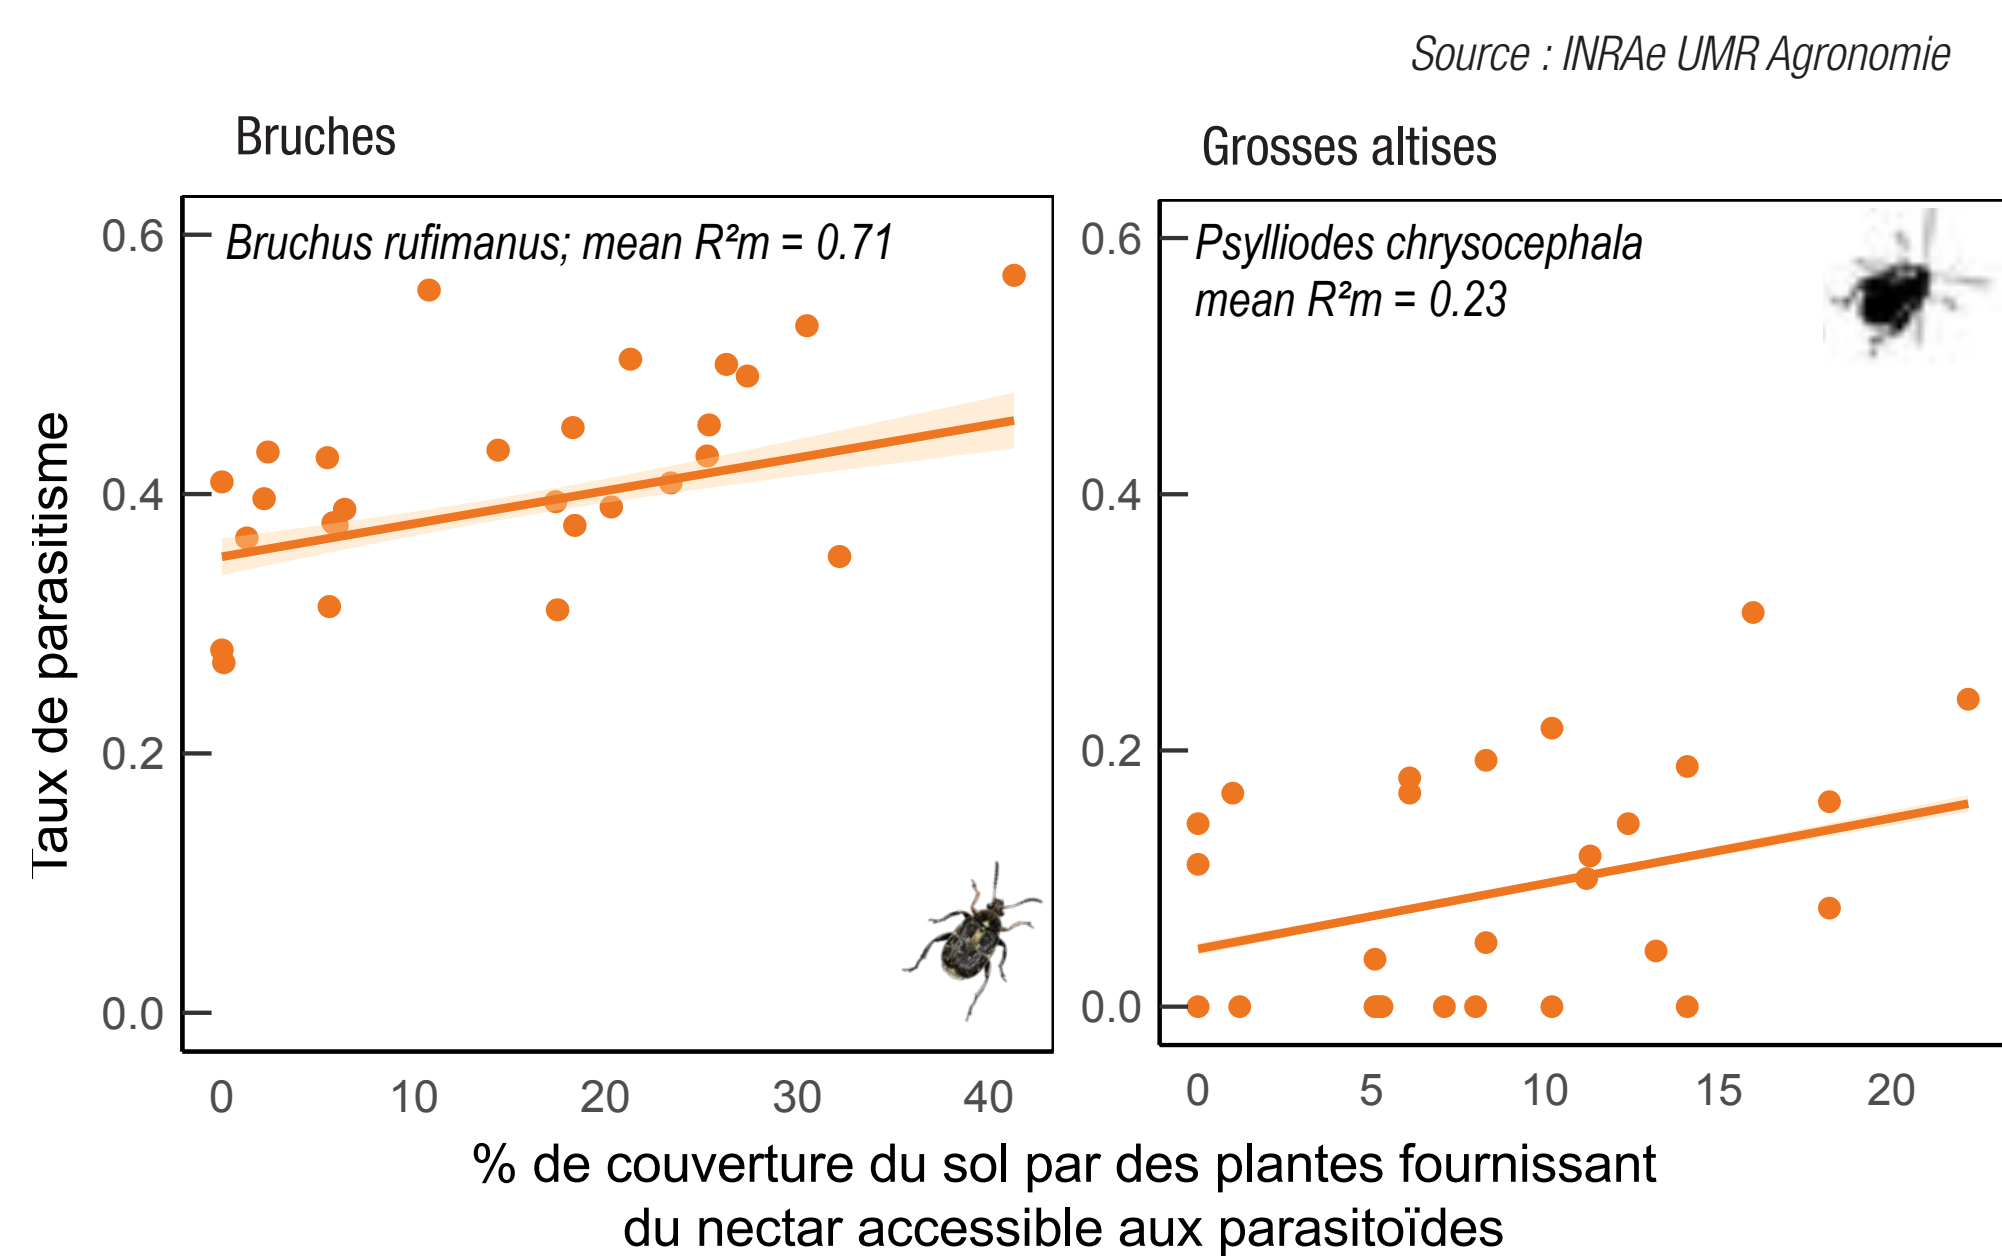 Source : INRAe UMR Agronomie
Bruches
Grosses altises
Bruchus rufimanus; mean R²m = 0.71
Psylliodes chrysocephala
mean R²m = 0.23
Taux de parasitisme
0.6
0.4
0.2
0.0
0.6
0.4
0.2
0.0
0 10 20 30 40
0 5 10 15 20
% de couverture du sol par des plantes fournissant
du nectar accessible aux parasitoïdes